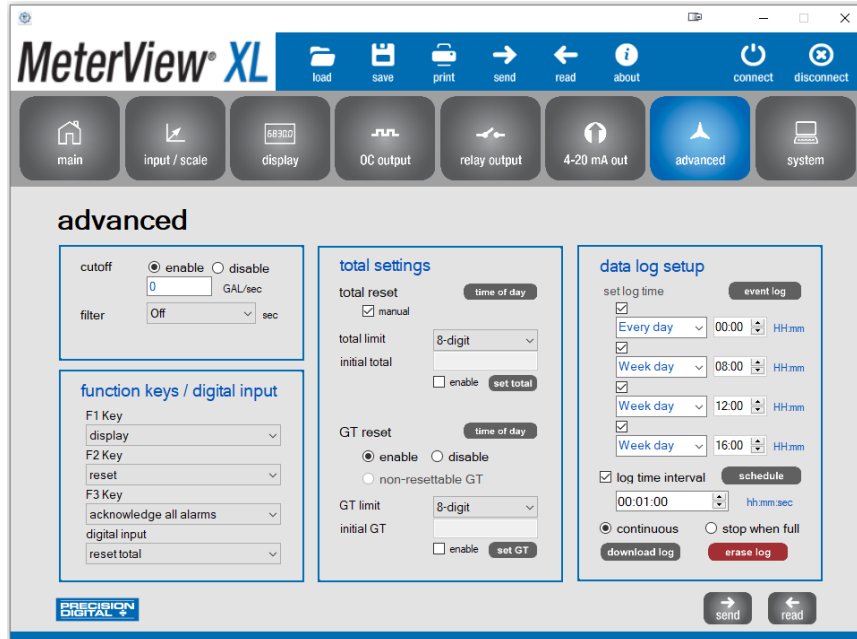 MeterView® XL
load save print send read about connect disconnect
68300
main input / scale display OC output relay output 4-20 mA out advanced system
advanced
cutoff enable disable
0 GAL/sec
filter Off sec
function keys / digital input
F1 Key
display
F2 Key
reset
F3 Key
acknowledge all alarms
digital input
reset total
total settings
total reset time of day
manual
total limit 8-digit
initial total
enable set total
GT reset time of day
enable disable
non-resettable GT
GT limit 8-digit
initial GT
enable set GT
data log setup
set log time event log
Every day 00:00 HH:mm
Week day 08:00 HH:mm
Week day 12:00 HH:mm
Week day 16:00 HH:mm
log time interval schedule
00:01:00 hh:mm:sec
continuous stop when full
download log erase log
PRECISION
DIGITAL
send read